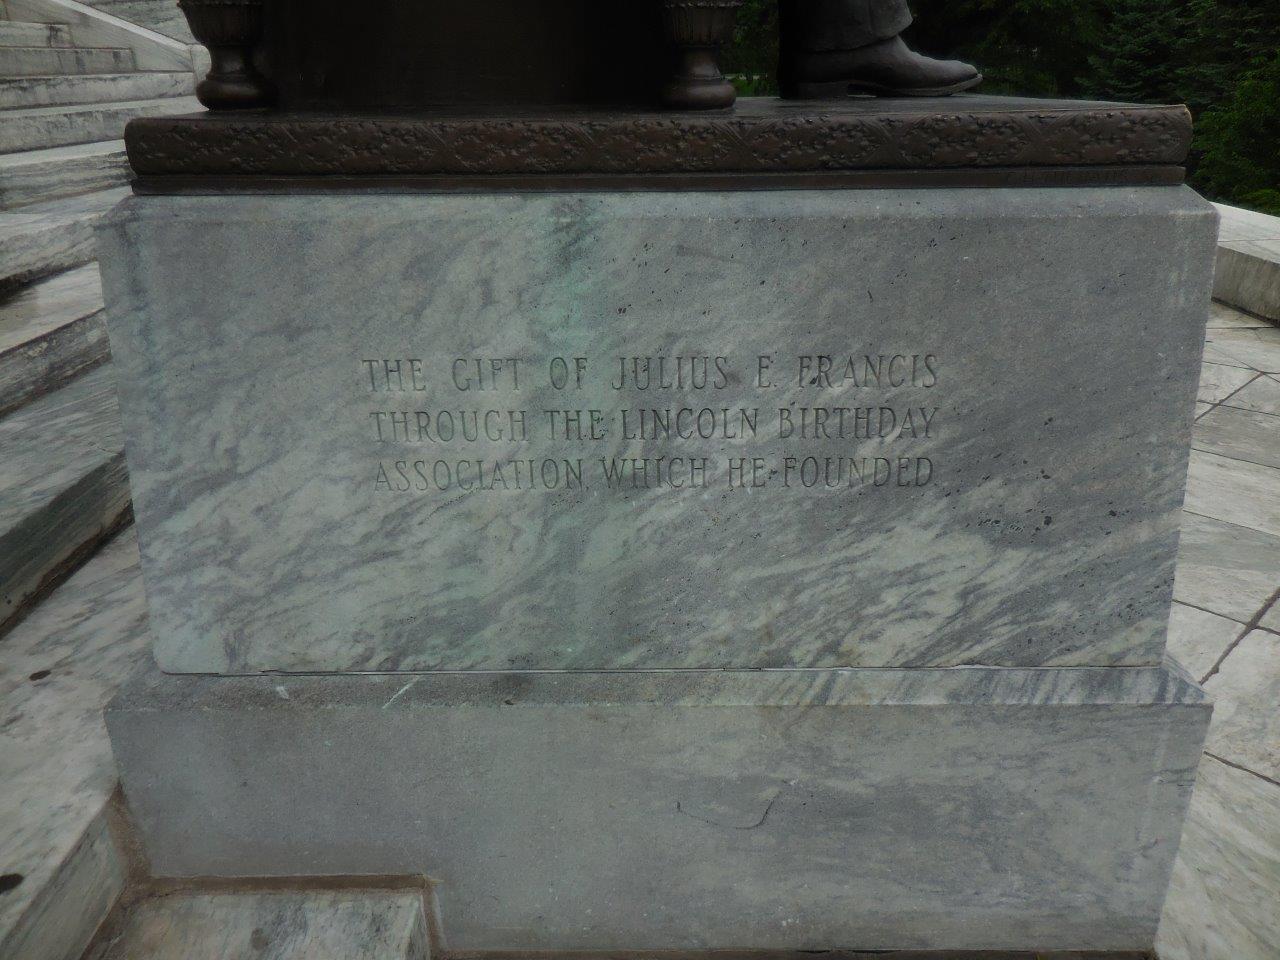 THE GIFT OF JULIUS E. FRANCIS
THROUGH THE LINCOLN BIRTHDAY
ASSOCIATION WHICH HE FOUNDED